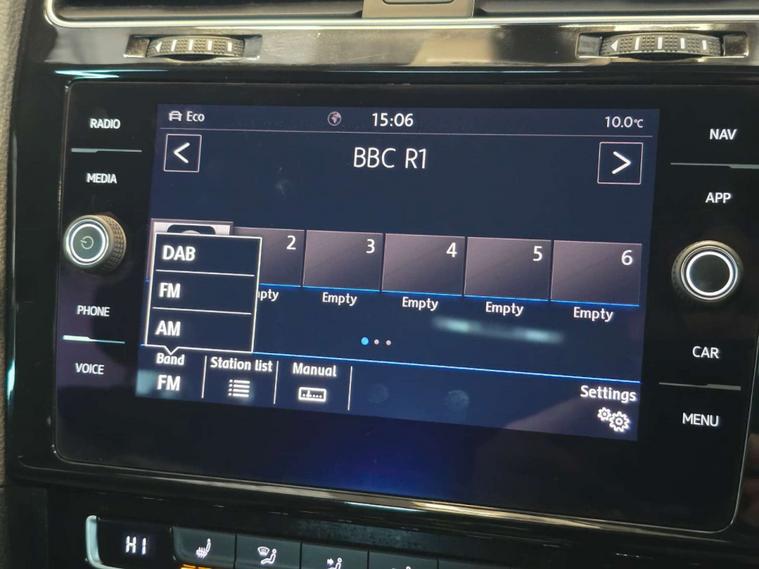 RADIO
MEDIA
PHONE
VOICE
Eco
15:06
10.0°C
BBC R1
2
3
4
5
6
Empty
Empty
Empty
Empty
DAB
FM
AM
Band
FM
Station list
Manual
Settings
NAV
APP
CAR
MENU
HI